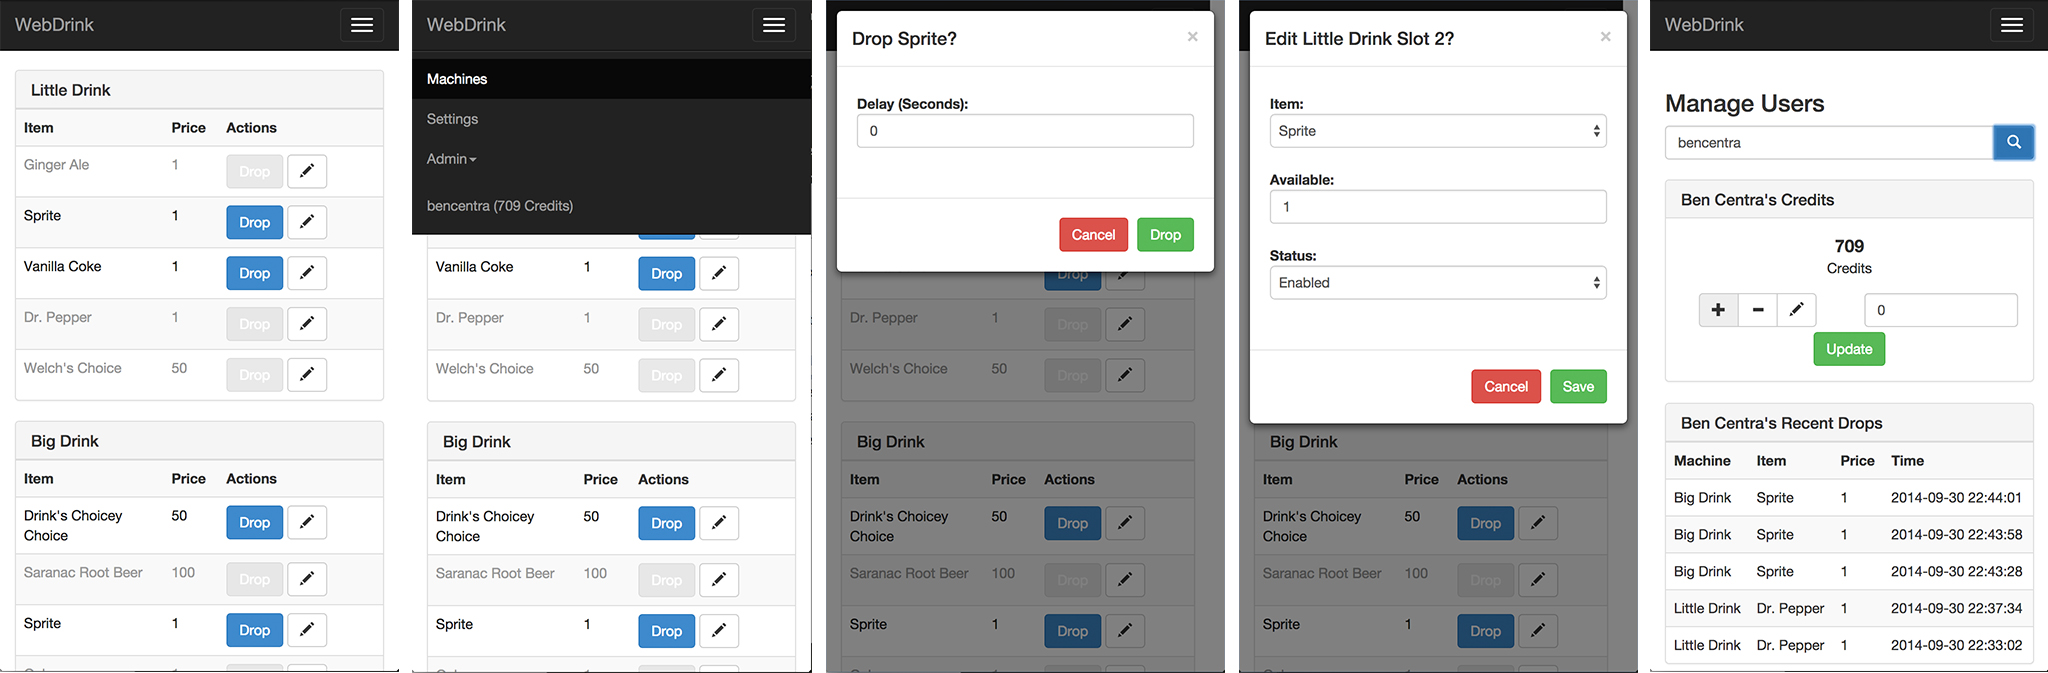 WebDrink
Little Drink
Item Price Actions
Ginger Ale 1 Drop
Sprite 1 Drop
Vanilla Coke 1 Drop
Dr. Pepper 1 Drop
Welch's Choice 50 Drop
Big Drink
Item Price Actions
Drink's Choicey 50 Drop
Choice
Saranac Root Beer 100 Drop
Sprite 1 Drop
WebDrink
Machines
Settings
Admin
bencentra (709 Credits)
Vanilla Coke 1 Drop
Dr. Pepper 1 Drop
Welch's Choice 50 Drop
Big Drink
Item Price Actions
Drink's Choicey 50 Drop
Choice
Saranac Root Beer 100 Drop
Sprite 1 Drop
Drop Sprite? ×
Delay (Seconds):
0
Cancel Drop
Drop
Dr. Pepper 1 Drop
Welch's Choice 50 Drop
Big Drink
Item Price Actions
Drink's Choicey 50 Drop
Choice
Saranac Root Beer 100 Drop
Sprite 1 Drop
Edit Little Drink Slot 2? ×
Item:
Sprite
Available:
1
Status:
Enabled
Cancel Save
Big Drink
Item Price Actions
Drink's Choicey 50 Drop
Choice
Saranac Root Beer 100 Drop
Sprite 1 Drop
WebDrink
Manage Users
bencentra
Ben Centra's Credits
709
Credits
+ - 0
Update
Ben Centra's Recent Drops
Machine Item Price Time
Big Drink Sprite 1 2014-09-30 22:44:01
Big Drink Sprite 1 2014-09-30 22:43:58
Big Drink Sprite 1 2014-09-30 22:43:28
Little Drink Dr. Pepper 1 2014-09-30 22:37:34
Little Drink Dr. Pepper 1 2014-09-30 22:33:02